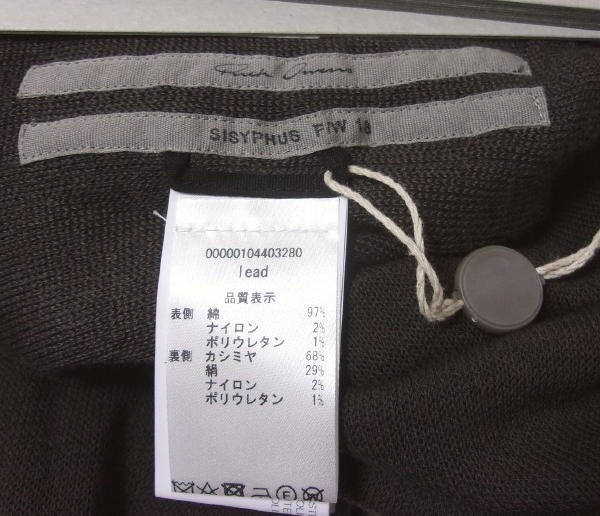 Rick Owens
SISYPHUS F/W 18
00000104403280
lead
品質表示
表側 綿 97%
ナイロン 2%
ポリウレタン 1%
裏側 カシミヤ 68%
絹 29%
ナイロン 2%
ポリウレタン 1%